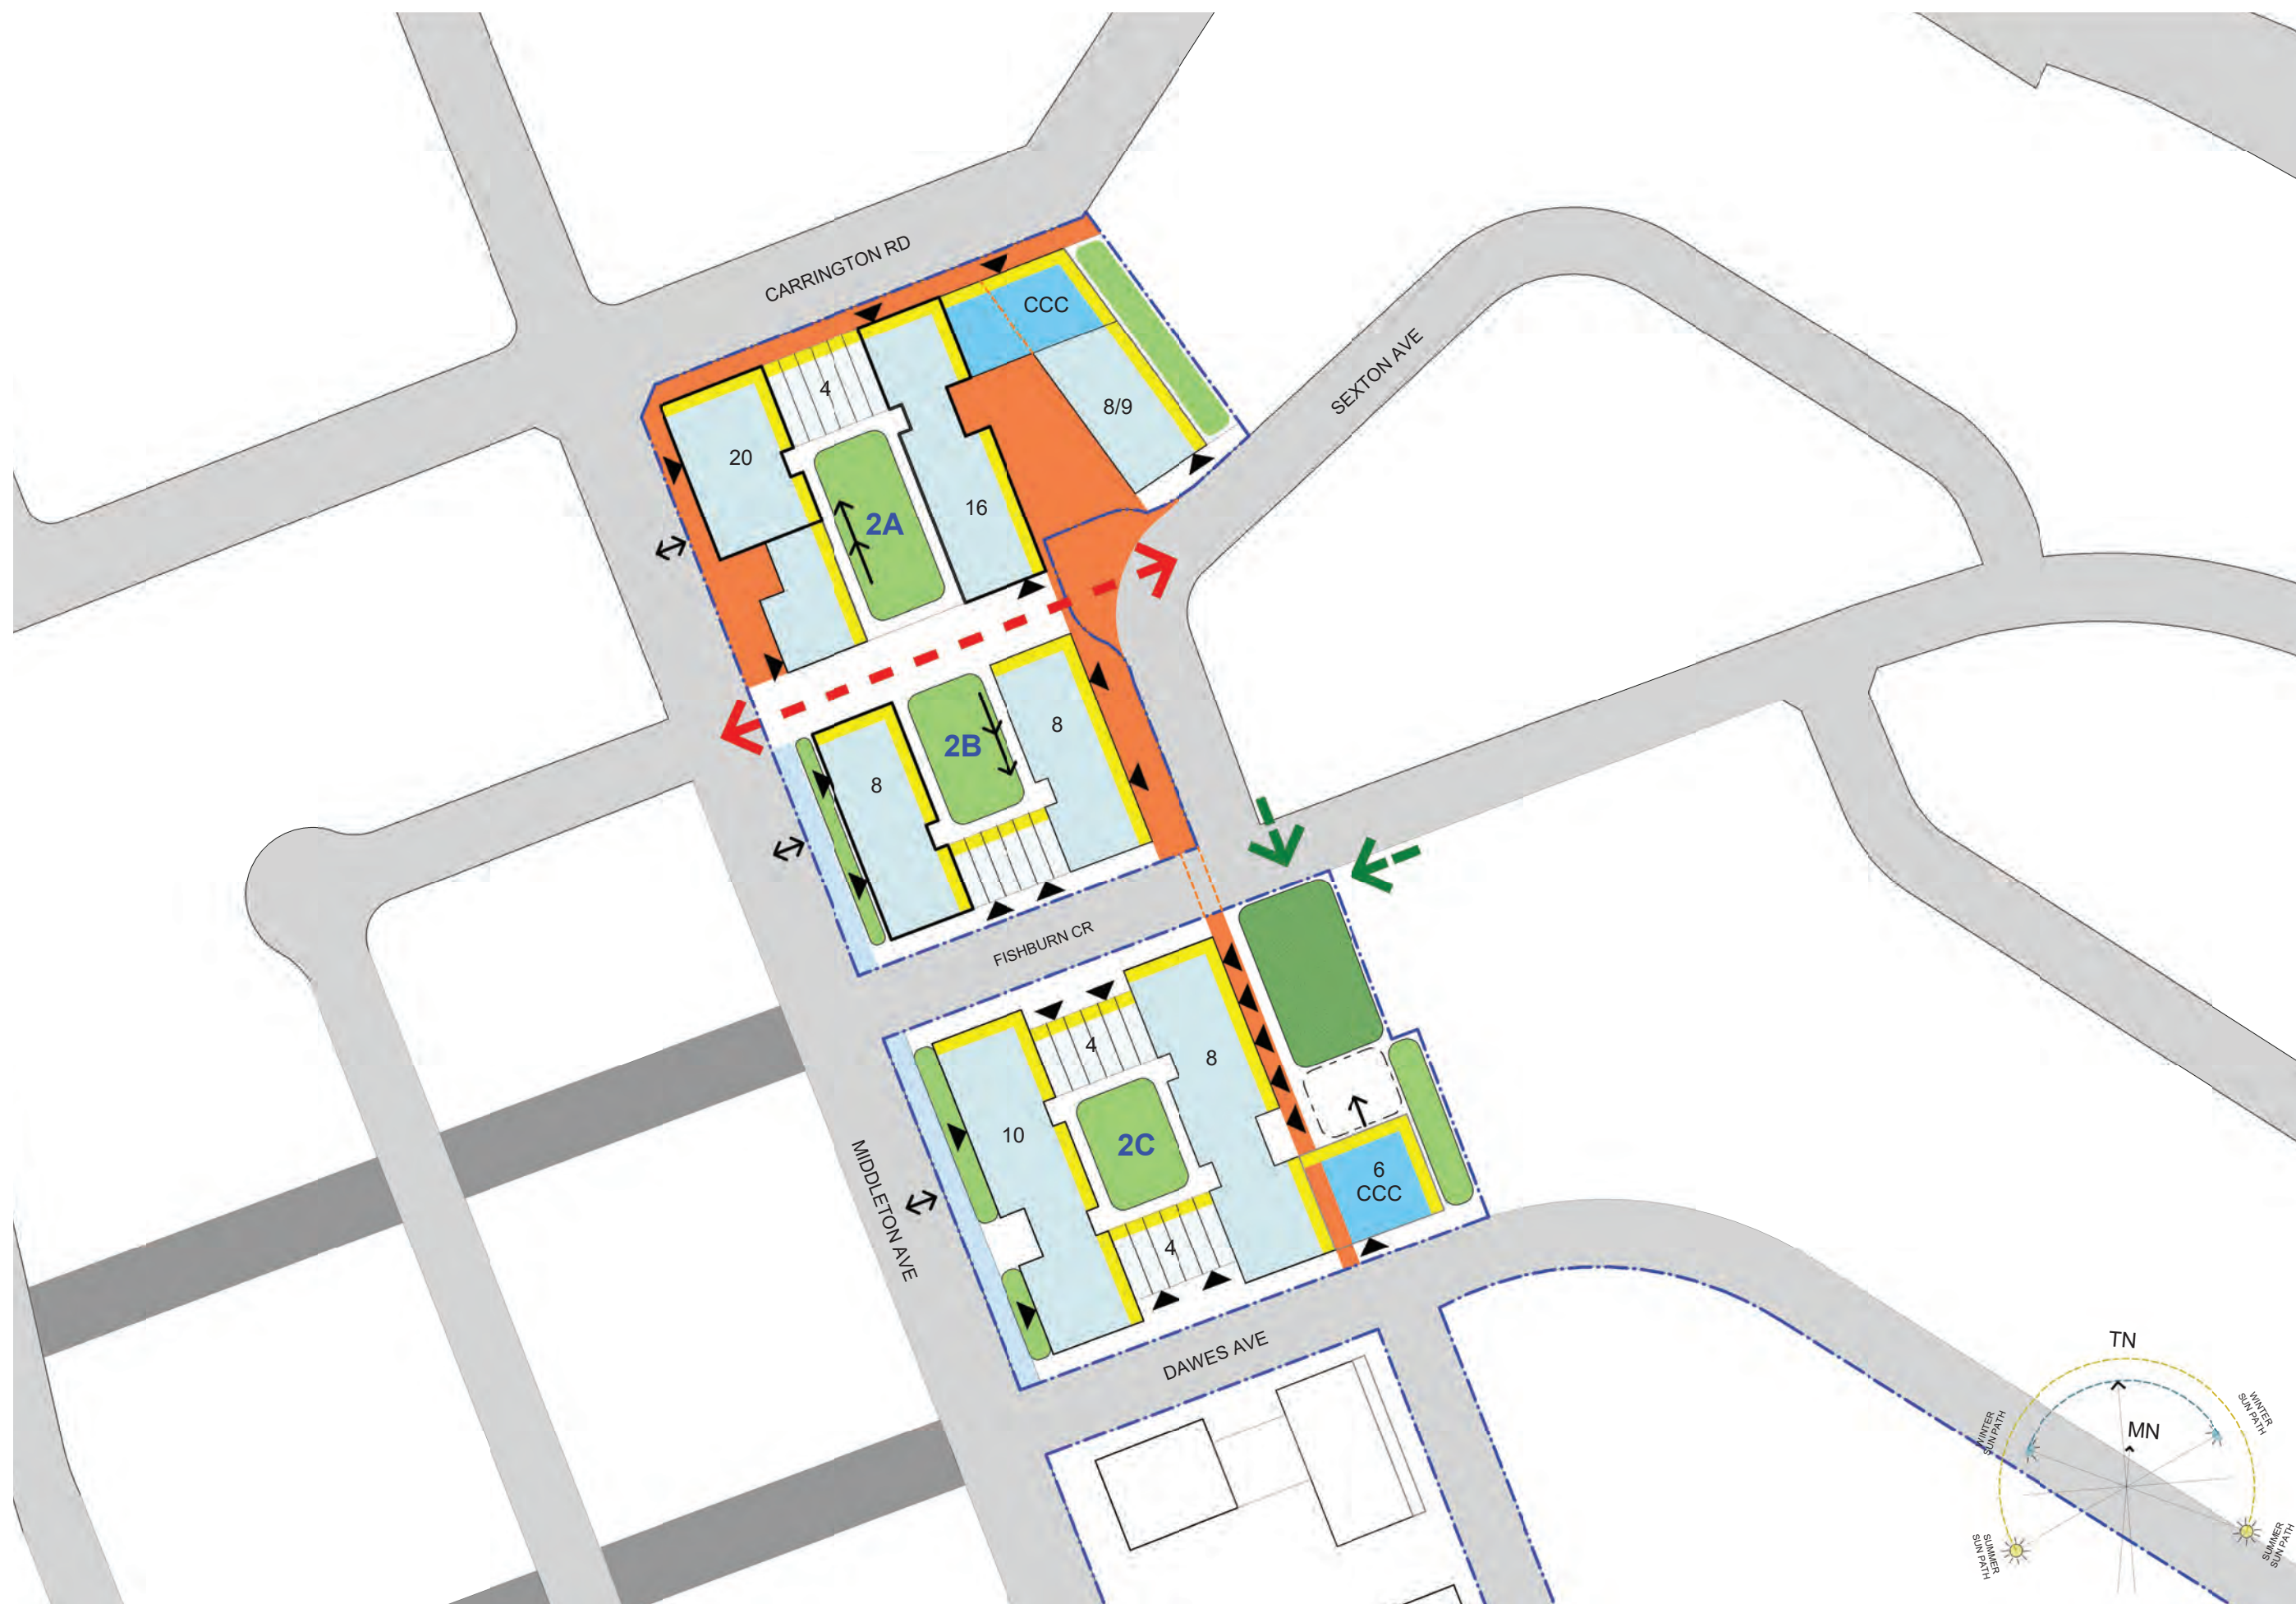 CARRINGTON RD
CCC
SEXTON AVE
4
8/9
20
16
2A
8
2B
8
FISHBURN CR
4
8
10
2C
6
CCC
MIDDLETON AVE
4
DAWES AVE
TN
MN
WINTER
SUN PATH
WINTER
SUN PATH
SUMMER
SUN PATH
SUMMER
SUN PATH